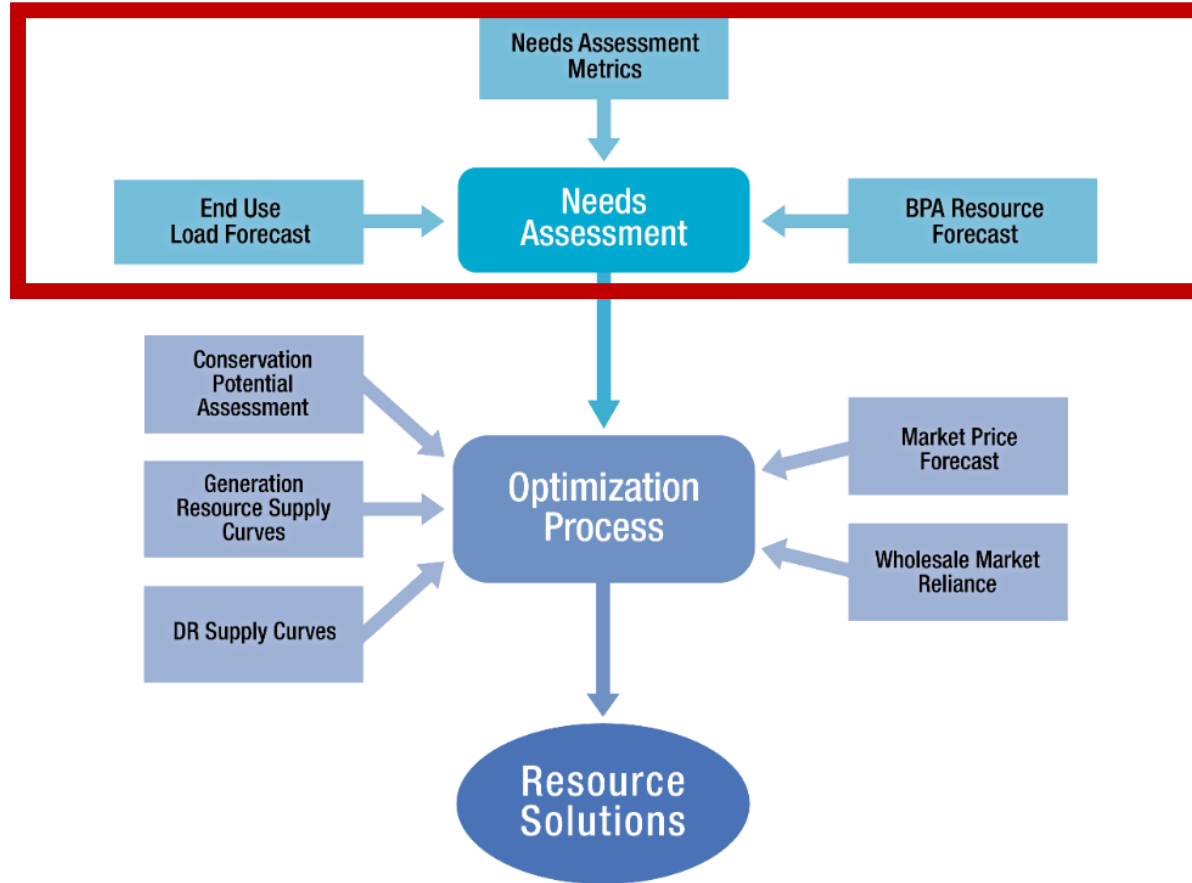 Needs Assessment
Metrics
End Use
Load Forecast
Needs
Assessment
BPA Resource
Forecast
Conservation
Potential
Assessment
Generation
Resource Supply
Curves
DR Supply Curves
Optimization
Process
Market Price
Forecast
Wholesale Market
Reliance
Resource
Solutions